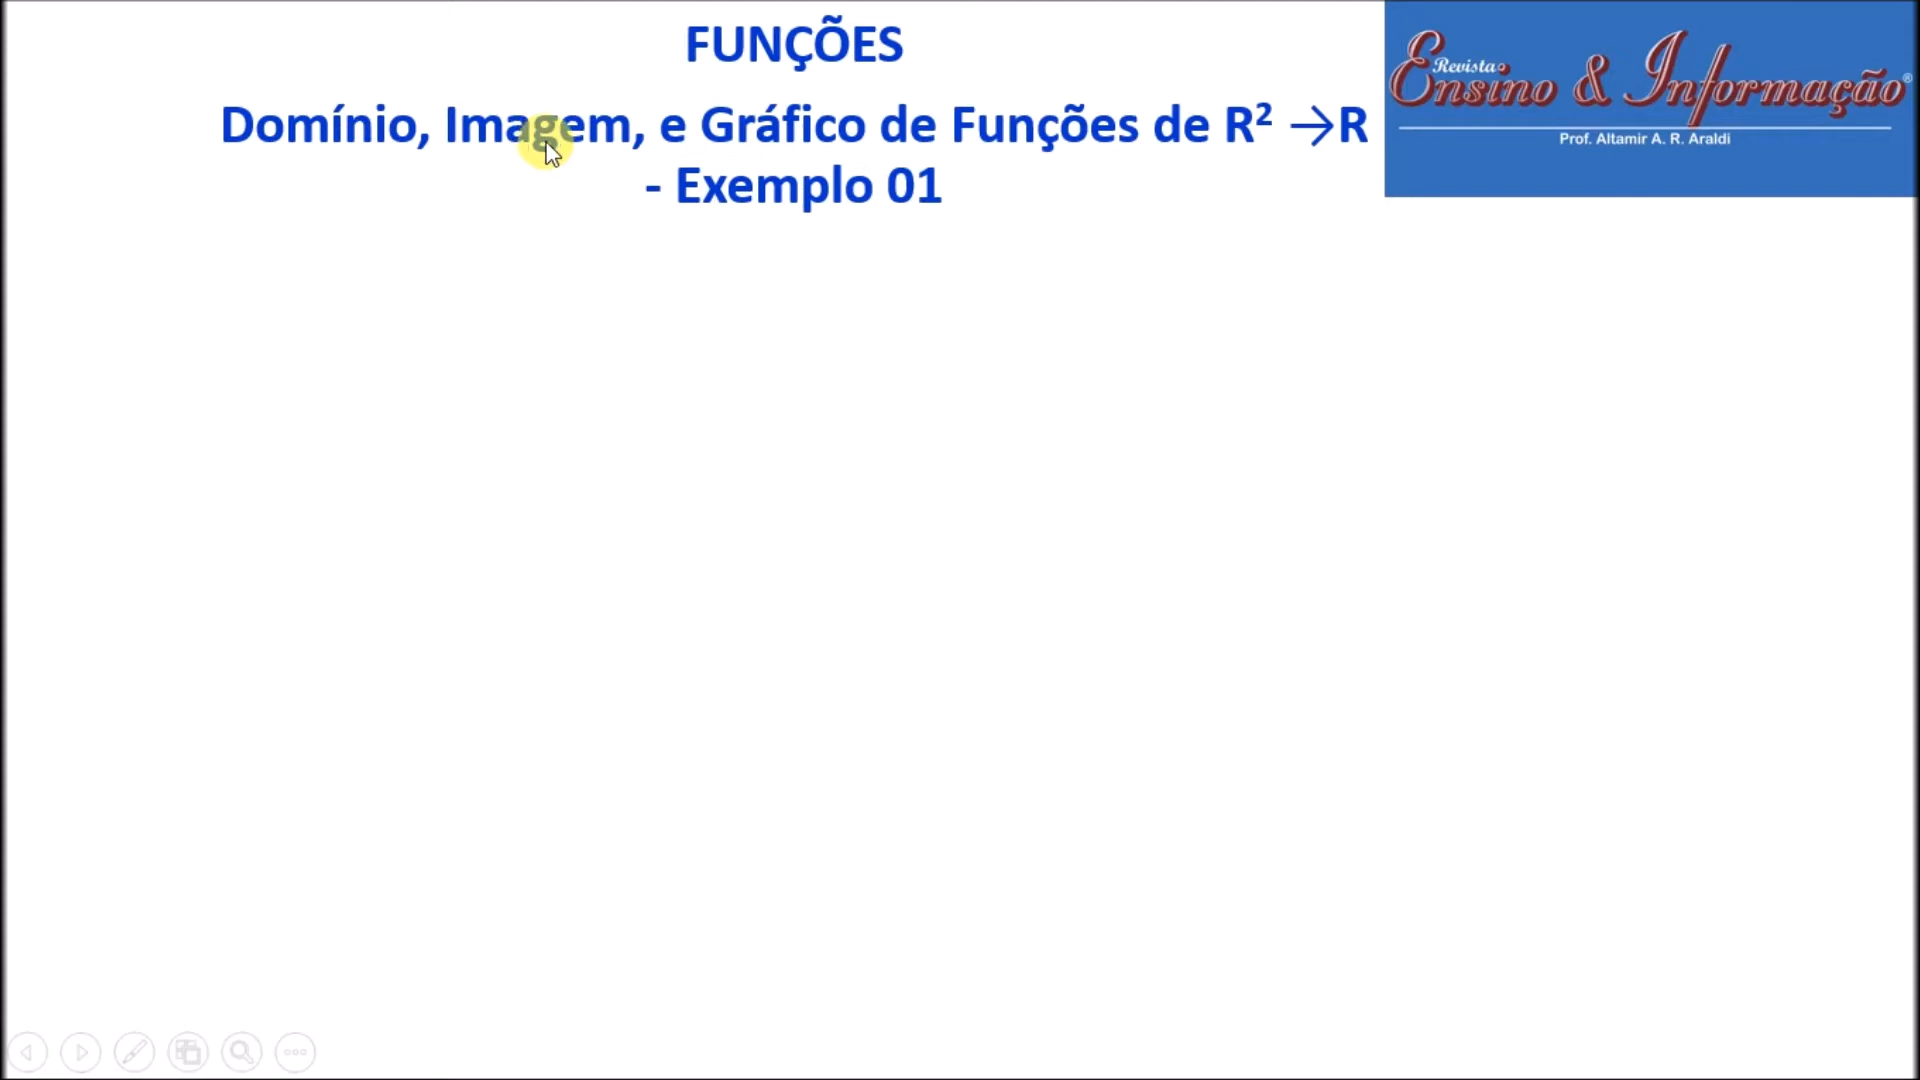 FUNÇÕES
Domínio, Imagem, e Gráfico de Funções de R² →R
- Exemplo 01
Revista
Ensino & Informação®
Prof. Altamir A. R. Araldi